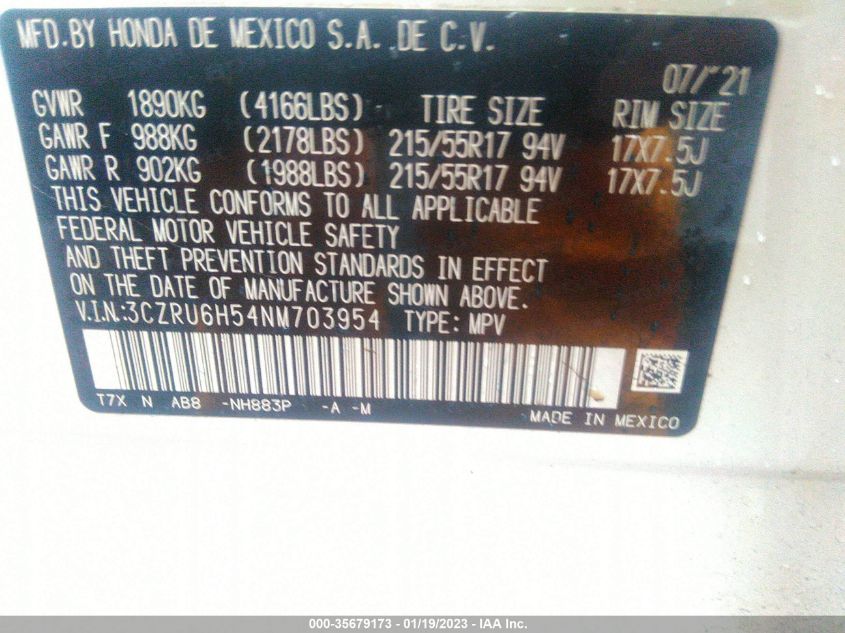 MFD.BY HONDA DE MEXICO S.A. DE C.V.
07/'21
GVWR 1890KG (4166LBS) TIRE SIZE RIM SIZE
GAWR F 988KG (2178LBS) 215/55R17 94V 17X7.5J
GAWR R 902KG (1988LBS) 215/55R17 94V 17X7.5J
THIS VEHICLE CONFORMS TO ALL APPLICABLE
FEDERAL MOTOR VEHICLE SAFETY
AND THEFT PREVENTION STANDARDS IN EFFECT
ON THE DATE OF MANUFACTURE SHOWN ABOVE.
V.I.N.:3CZRU6H54NM703954 TYPE: MPV
T7X N AB8 -NH883P -A -M
MADE IN MEXICO
000-35679173 - 01/19/2023 - IAA Inc.